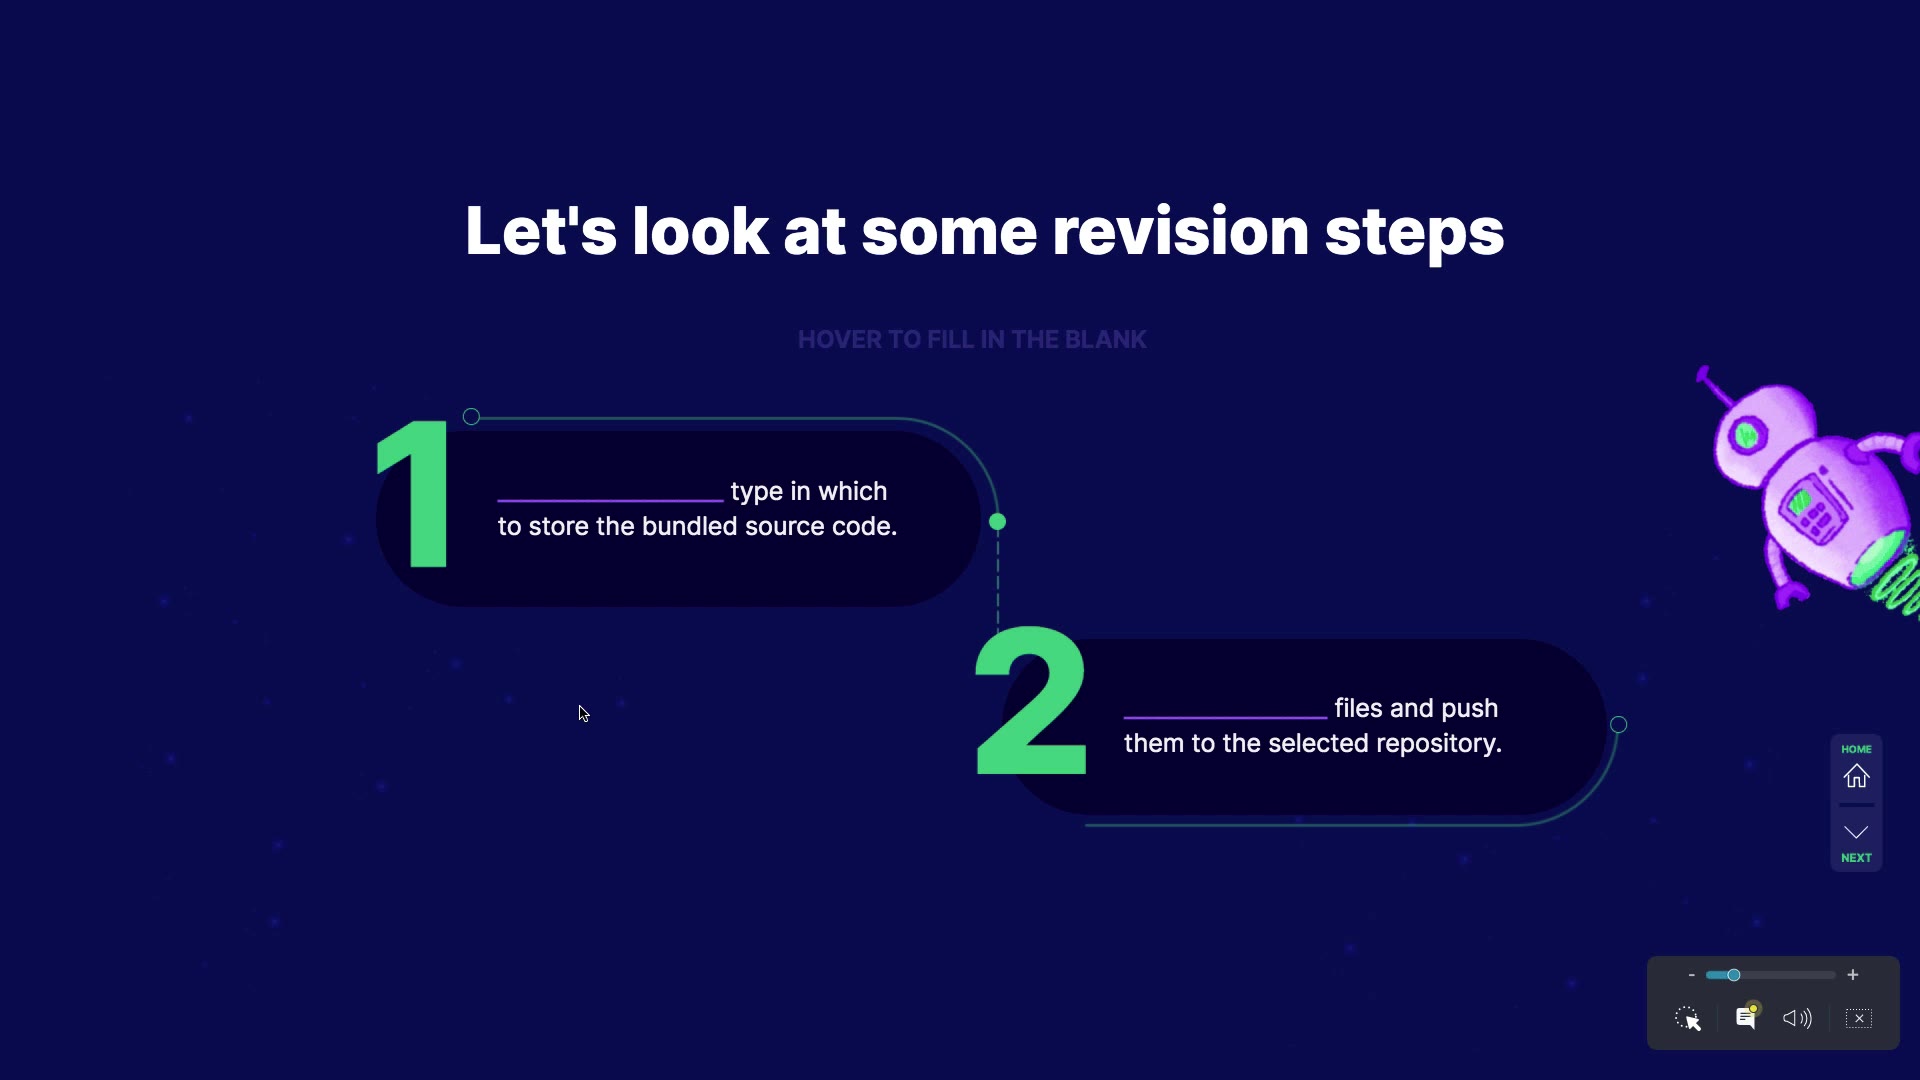 Let's look at some revision steps
HOVER TO FILL IN THE BLANK
1
_______________ type in which
to store the bundled source code.
2
_______________ files and push
them to the selected repository.
HOME
NEXT
- +